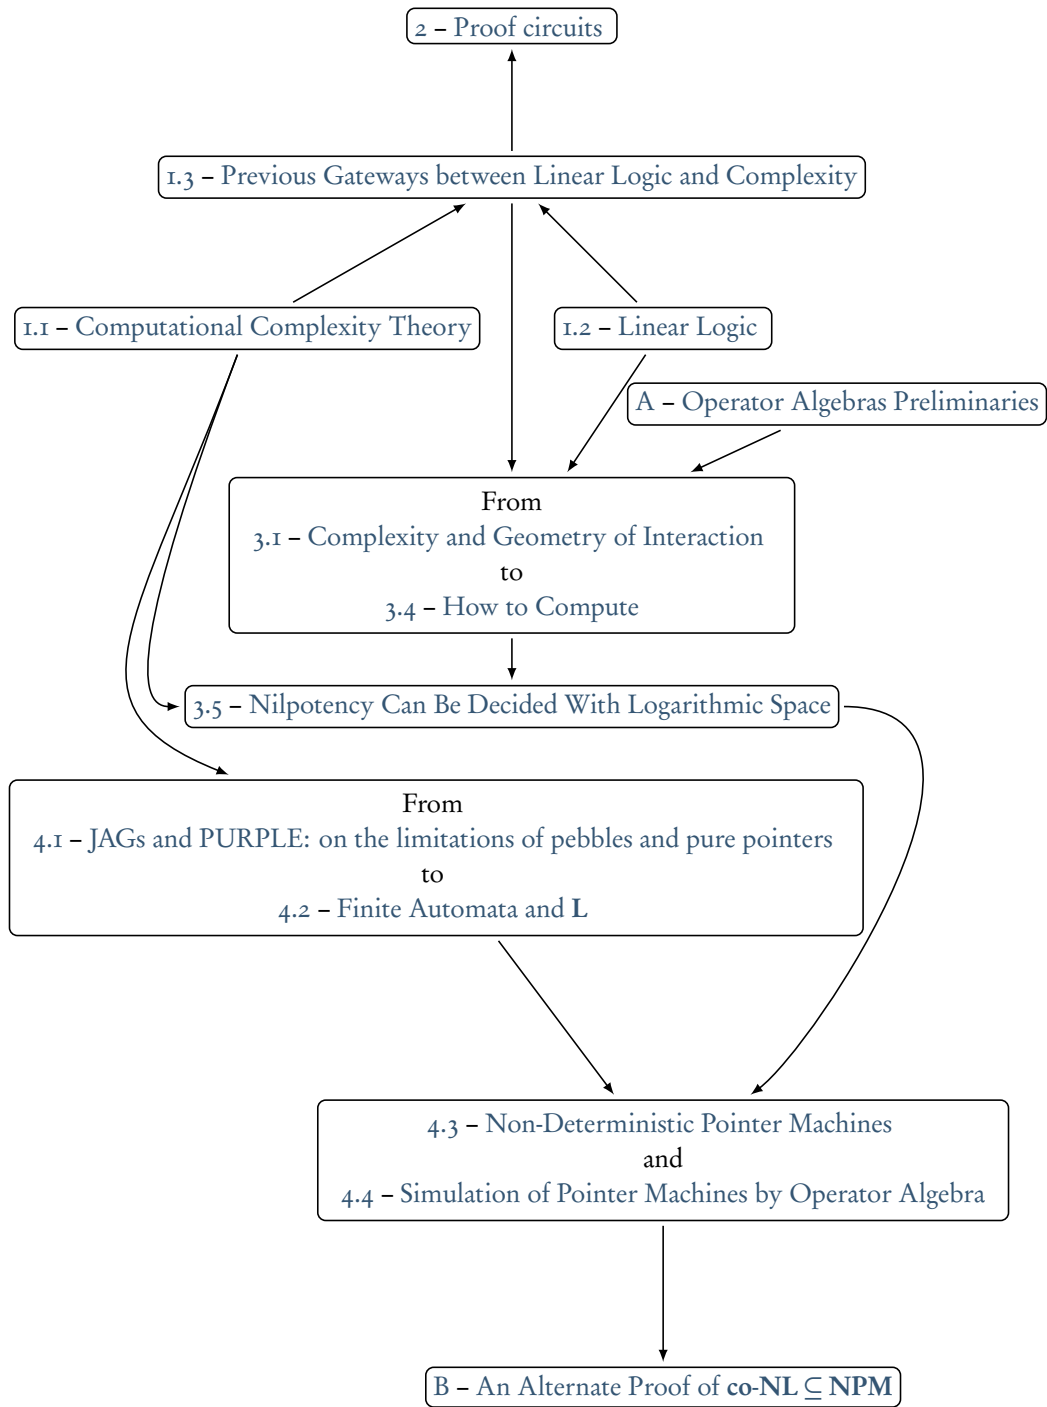 2 – Proof circuits
1.3 – Previous Gateways between Linear Logic and Complexity
1.1 – Computational Complexity Theory
1.2 – Linear Logic
A – Operator Algebras Preliminaries
From
3.1 – Complexity and Geometry of Interaction
to
3.4 – How to Compute
3.5 – Nilpotency Can Be Decided With Logarithmic Space
From
4.1 – JAGs and PURPLE: on the limitations of pebbles and pure pointers
to
4.2 – Finite Automata and L
4.3 – Non-Deterministic Pointer Machines
and
4.4 – Simulation of Pointer Machines by Operator Algebra
B – An Alternate Proof of co-NL ⊆ NPM